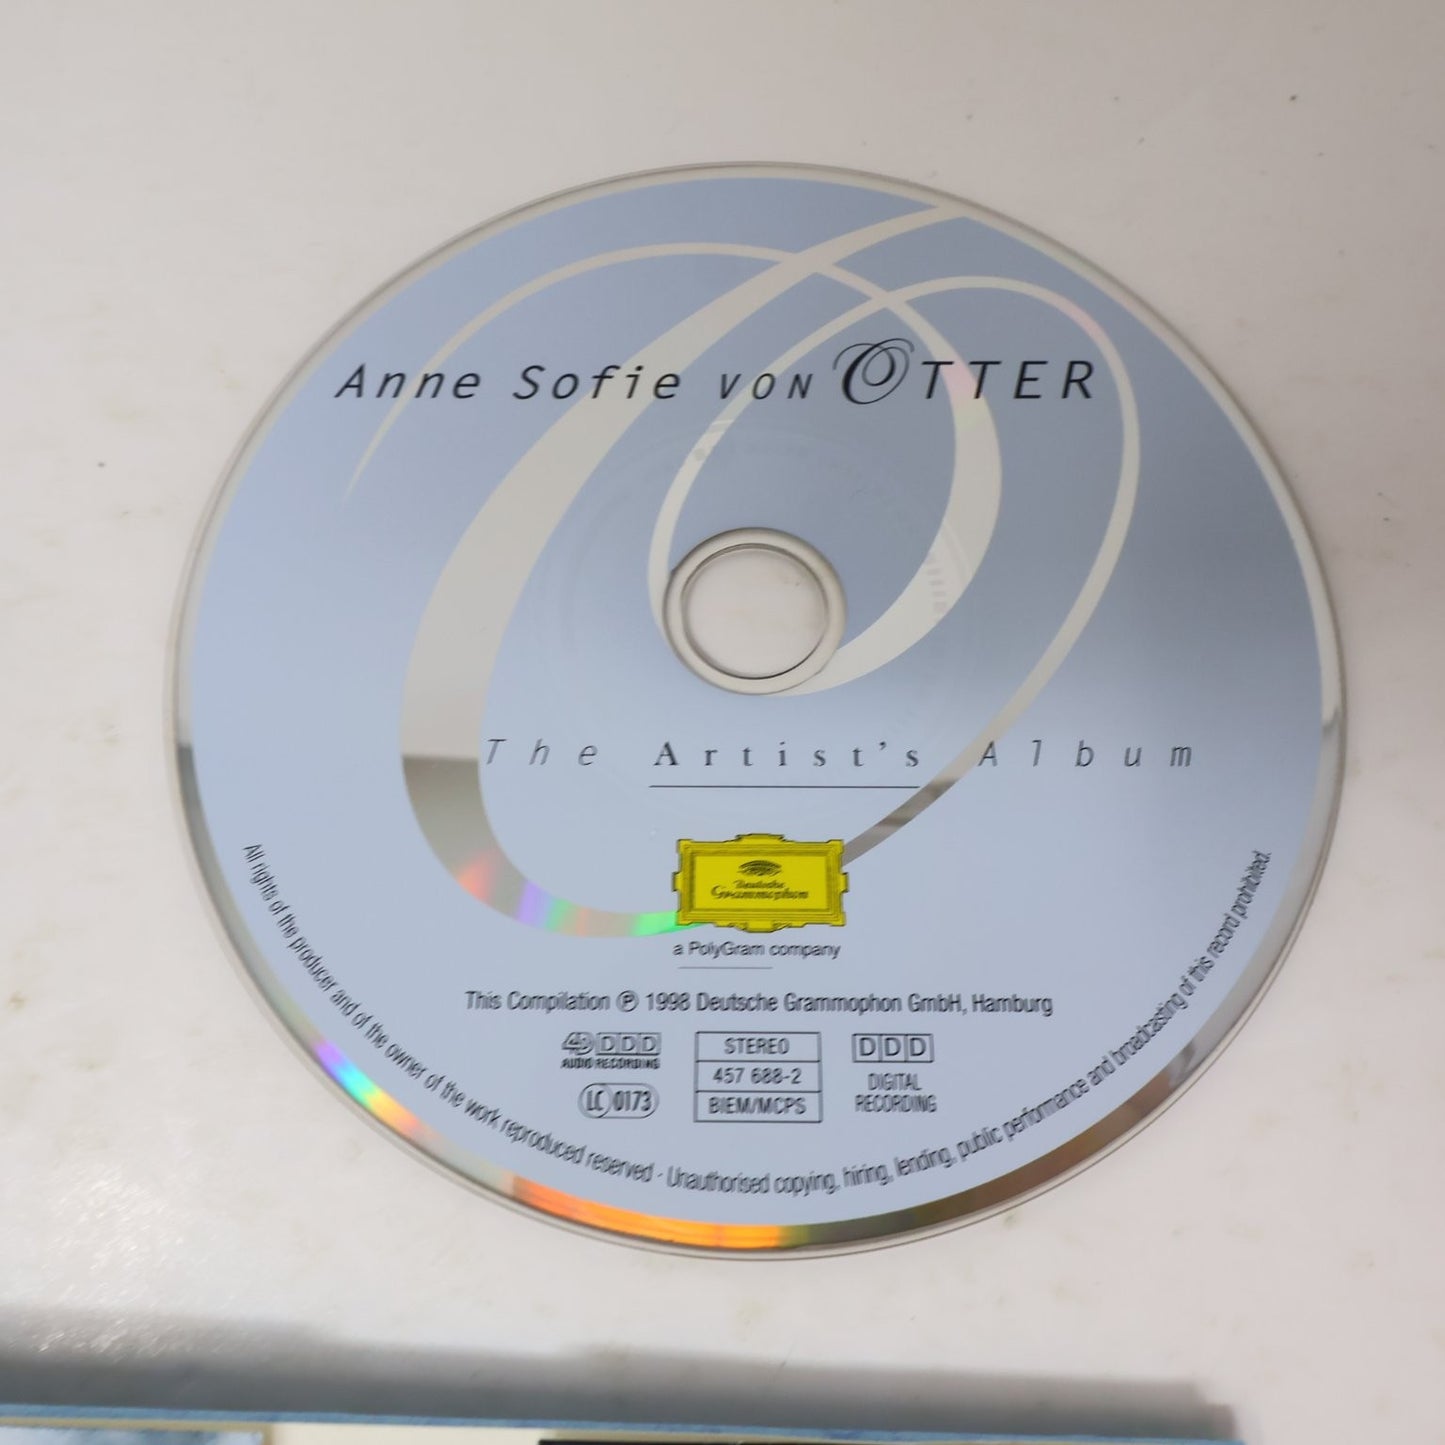 Anne Sofie VON OTTER
The Artist's Album
Deutsche
Grammophon
a PolyGram company
This Compilation ℗ 1998 Deutsche Grammophon GmbH, Hamburg
4D DDD
AUDIO RECORDING
LC 0173
STEREO
457 688-2
BIEM/MCPS
DDD
DIGITAL
RECORDING
All rights of the producer and of the owner of the work reproduced reserved · Unauthorised copying, hiring, lending, public performance and broadcasting of this record prohibited.